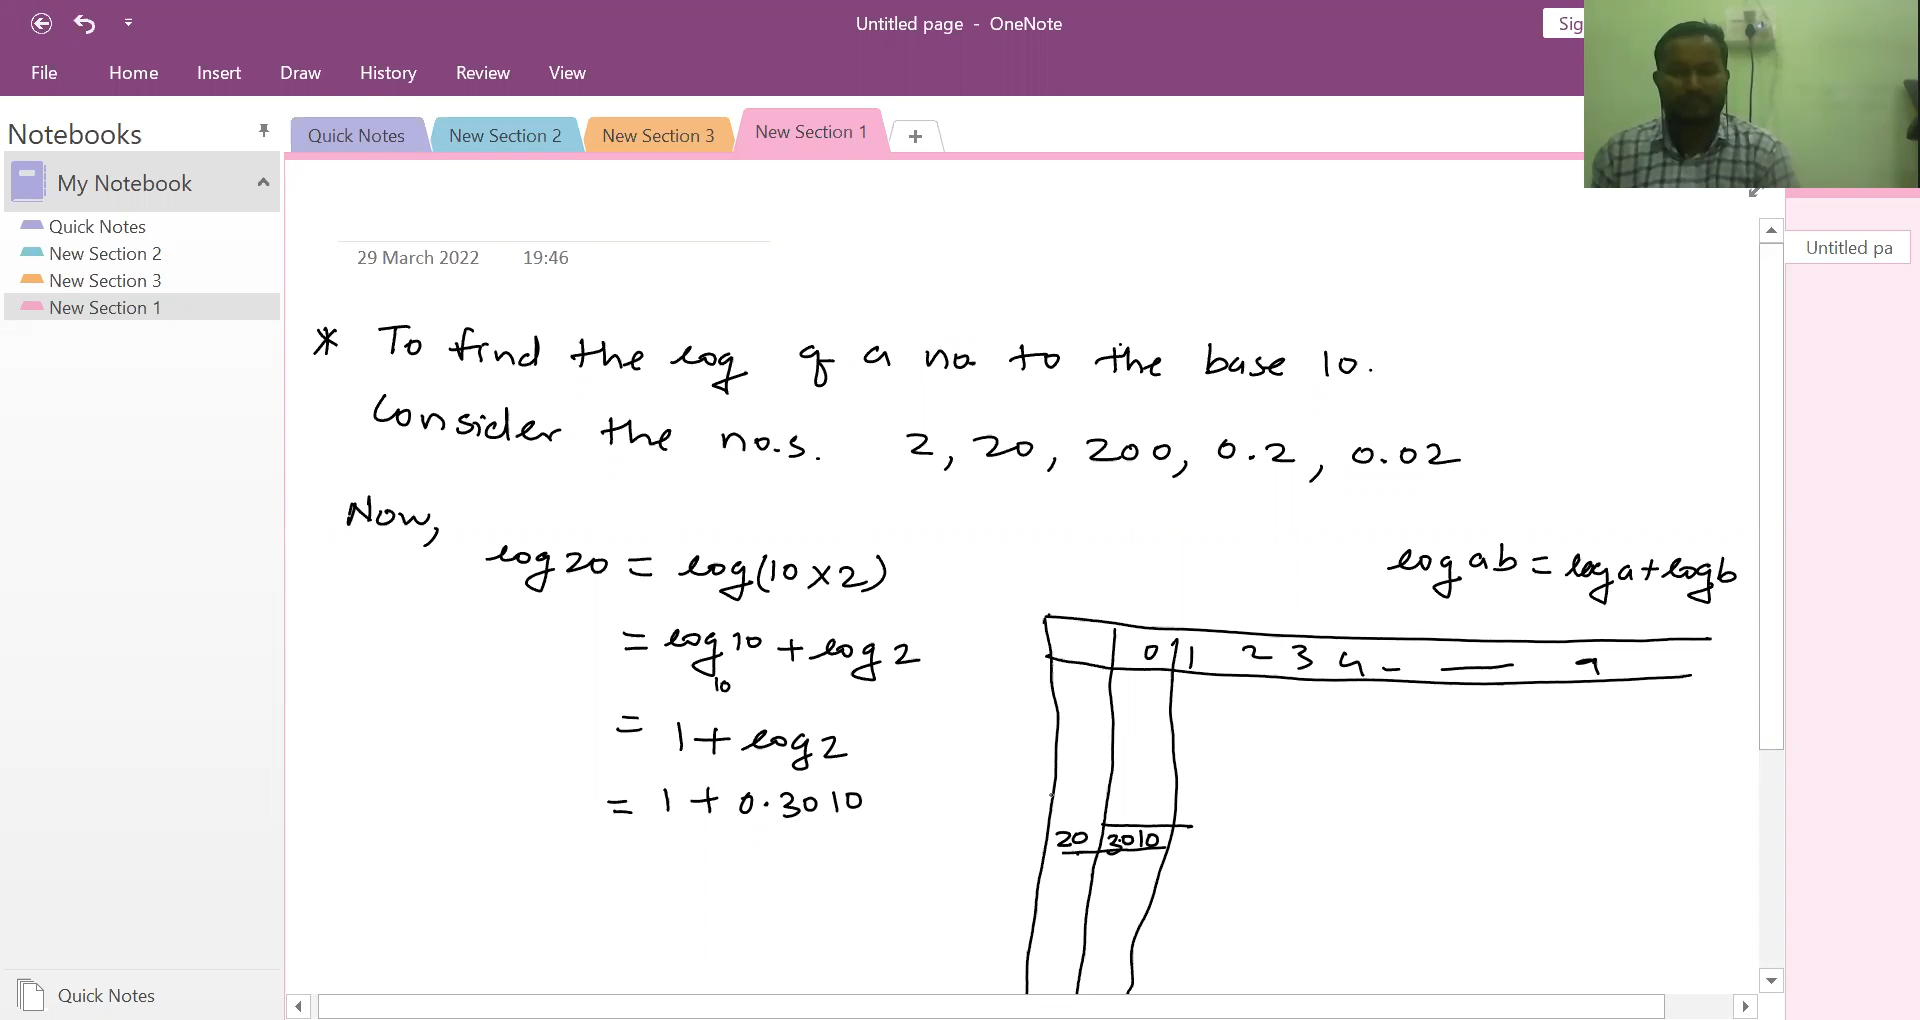 Untitled page - OneNote
Sig
File Home Insert Draw History Review View
Notebooks
Quick Notes New Section 2 New Section 3 New Section 1 +
My Notebook
Quick Notes
New Section 2
New Section 3
New Section 1
Untitled pa
29 March 2022 19:46
* To find the log of a no to the base 10.
Consider the no.s. 2, 20, 200, 0.2, 0.02
Now,
log 20 = log(10 × 2)
= log₁₀ 10 + log 2
= 1 + log 2
= 1 + 0.3010
log ab = log a + log b
0 1 2 3 4 - — 9
20 3010
Quick Notes